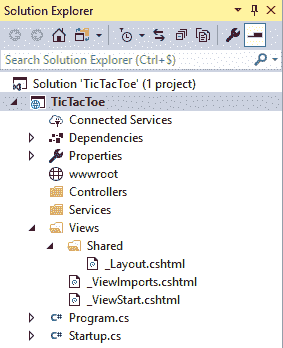 Solution Explorer
Search Solution Explorer (Ctrl+$)
Solution 'TicTacToe' (1 project)
TicTacToe
Connected Services
Dependencies
Properties
wwwroot
Controllers
Services
Views
Shared
_Layout.cshtml
_ViewImports.cshtml
_ViewStart.cshtml
C# Program.cs
C# Startup.cs